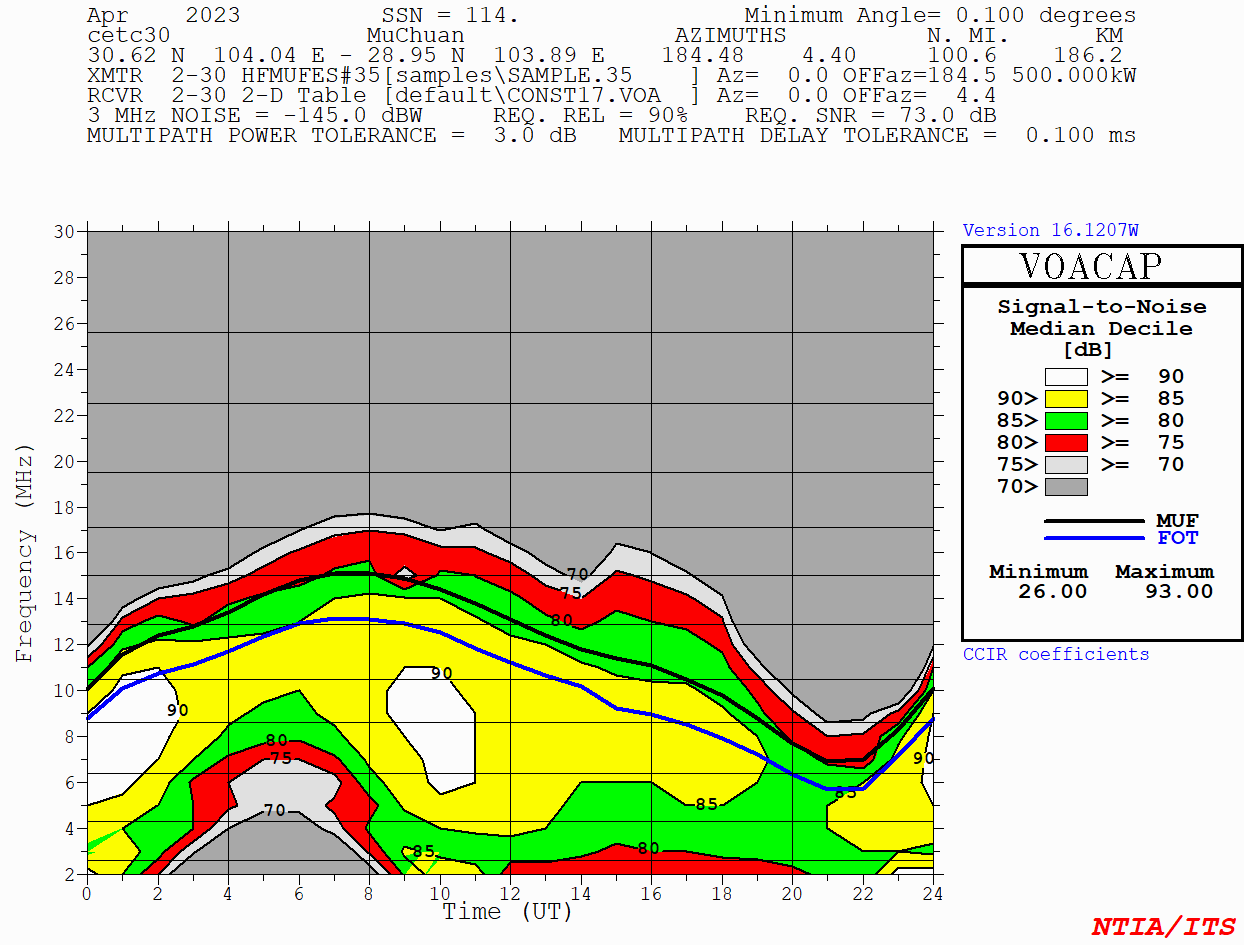 Apr 2023 SSN = 114. Minimum Angle= 0.100 degrees
cetc30 MuChuan AZIMUTHS N. MI. KM
30.62 N 104.04 E - 28.95 N 103.89 E 184.48 4.40 100.6 186.2
XMTR 2-30 HFMUFES#35[samples\SAMPLE.35 ] Az= 0.0 OFFaz=184.5 500.000kW
RCVR 2-30 2-D Table [default\CONST17.VOA ] Az= 0.0 OFFaz= 4.4
3 MHz NOISE = -145.0 dBW REQ. REL = 90% REQ. SNR = 73.0 dB
MULTIPATH POWER TOLERANCE = 3.0 dB MULTIPATH DELAY TOLERANCE = 0.100 ms
Version 16.1207W
VOACAP
Signal-to-Noise
Median Decile
[dB]
>= 90
90> >= 85
85> >= 80
80> >= 75
75> >= 70
70>
MUF
FOT
Minimum Maximum
26.00 93.00
CCIR coefficients
Frequency (MHz)
30
28
26
24
22
20
18
16
14
12
10
8
6
4
2
70
75
80
90
90
80
75
90
85
85
70
85
80
0 2 4 6 8 10 12 14 16 18 20 22 24
Time (UT)
NTIA/ITS